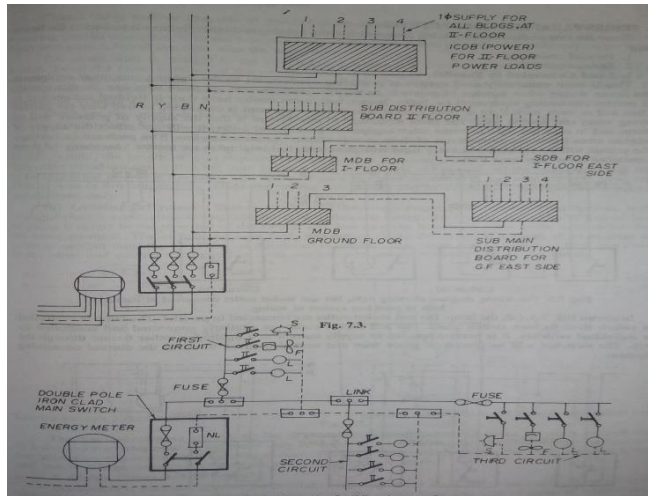 1 2 3 4
1Φ SUPPLY FOR
ALL BLDGS. AT
II-FLOOR
ICDB (POWER)
FOR II-FLOOR
POWER LOADS
R Y B N
SUB DISTRIBUTION
BOARD II FLOOR
MDB FOR
I-FLOOR
SDB FOR
I-FLOOR EAST
SIDE
1 2 3
MDB
GROUND FLOOR
1 2 3 4
SUB MAIN
DISTRIBUTION
BOARD FOR
G.F EAST SIDE
Fig. 7.3.
FIRST
CIRCUIT
S
F
L
L
FUSE
LINK
FUSE
DOUBLE POLE
IRON CLAD
MAIN SWITCH
ENERGY METER
NL
SECOND
CIRCUIT
S F L L
THIRD CIRCUIT